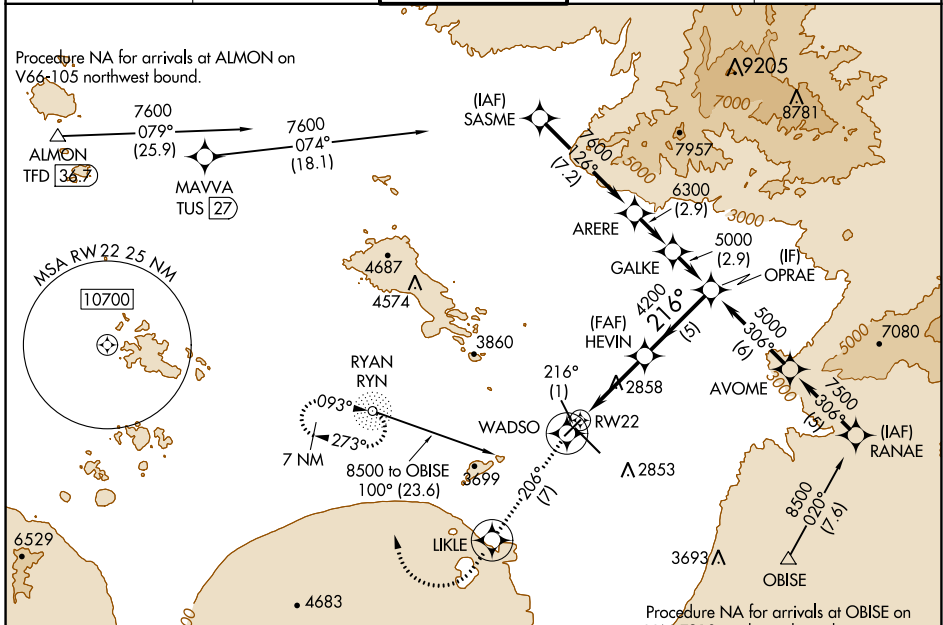 Procedure NA for arrivals at ALMON on
V66-105 northwest bound.
7600
079°
(25.9)
ALMON
TFD 36.7
7600
074°
(18.1)
MAVVA
TUS 27
(IAF)
SASME
7600
126°
(7.2)
9205
7000
8781
7957
5000
6300
(2.9)
3000
ARERE
5000
(2.9)
GALKE
(IF)
OPRAE
MSA RW22 25 NM
10700
4687
4574
3860
4200
216°
(5)
(FAF)
HEVIN
5000
306°
(6)
5000
7080
AVOME
3000
7500
306°
(5)
(IAF)
RANAE
RYAN
RYN
093°
273°
7 NM
8500 to OBISE
100° (23.6)
216°
(1)
2858
WADSO
RW22
3699
2853
206°
(7)
LIKLE
8500
020°
(7.6)
3693
OBISE
6529
4683
Procedure NA for arrivals at OBISE on